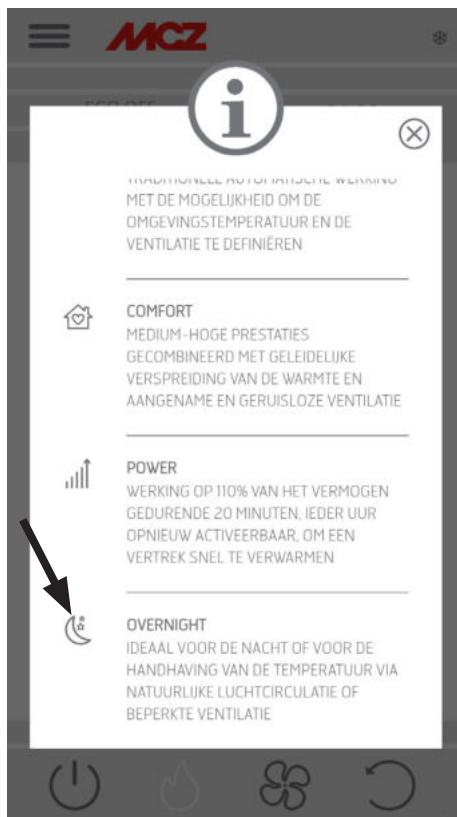 MCZ
MET DE MOGELIJKHEID OM DE
OMGEVINGSTEMPERATUUR EN DE
VENTILATIE TE DEFINIËREN
COMFORT
MEDIUM-HOGE PRESTATIES
GECOMBINEERD MET GELEIDELIJKE
VERSPREIDING VAN DE WARMTE EN
AANGENAME EN GERUISLOZE VENTILATIE
POWER
WERKING OP 110% VAN HET VERMOGEN
GEDURENDE 20 MINUTEN, IEDER UUR
OPNIEUW ACTIVEERBAAR, OM EEN
VERTREK SNEL TE VERWARMEN
OVERNIGHT
IDEAAL VOOR DE NACHT OF VOOR DE
HANDHAVING VAN DE TEMPERATUUR VIA
NATUURLIJKE LUCHTCIRCULATIE OF
BEPERKTE VENTILATIE